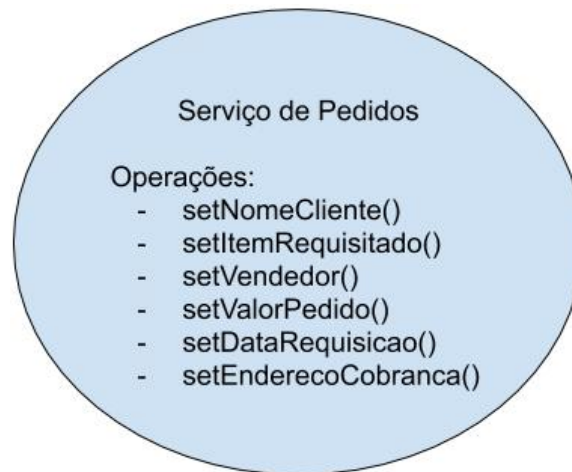 Serviço de Pedidos
Operações:
- setNomeCliente()
- setItemRequisitado()
- setVendedor()
- setValorPedido()
- setDataRequisicao()
- setEnderecoCobranca()